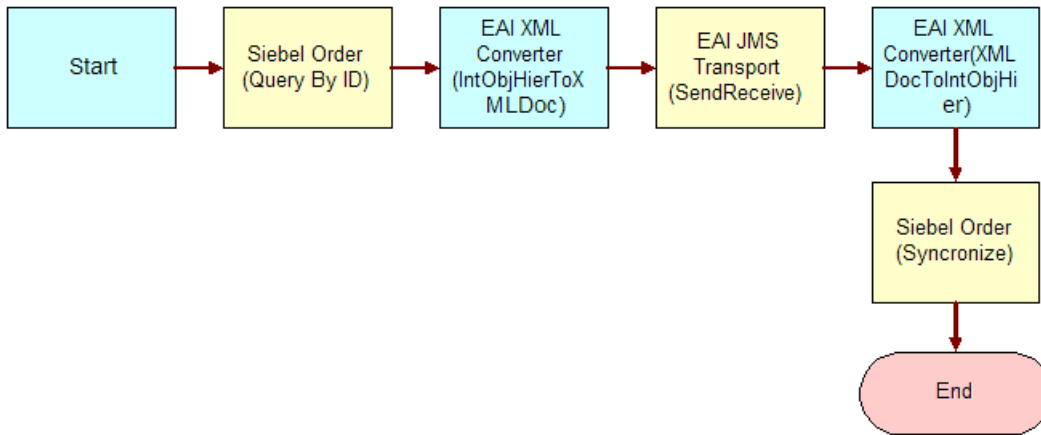 Start
Siebel Order
(Query By ID)
EAI XML
Converter
(IntObjHierToX
MLDoc)
EAI JMS
Transport
(SendReceive)
EAI XML
Converter(XML
DocToIntObjHi
er)
Siebel Order
(Syncronize)
End